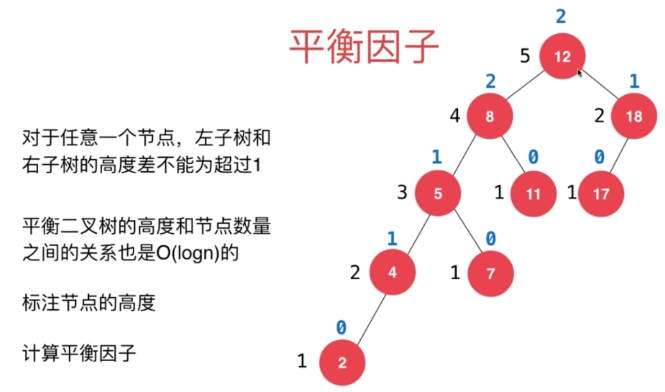 平衡因子
对于任意一个节点，左子树和
右子树的高度差不能为超过1
平衡二叉树的高度和节点数量
之间的关系也是O(logn)的
标注节点的高度
计算平衡因子
2
5 12
2 1
4 8 2 18
1 0 0
3 5 1 11 1 17
1 0
2 4 1 7
0
1 2